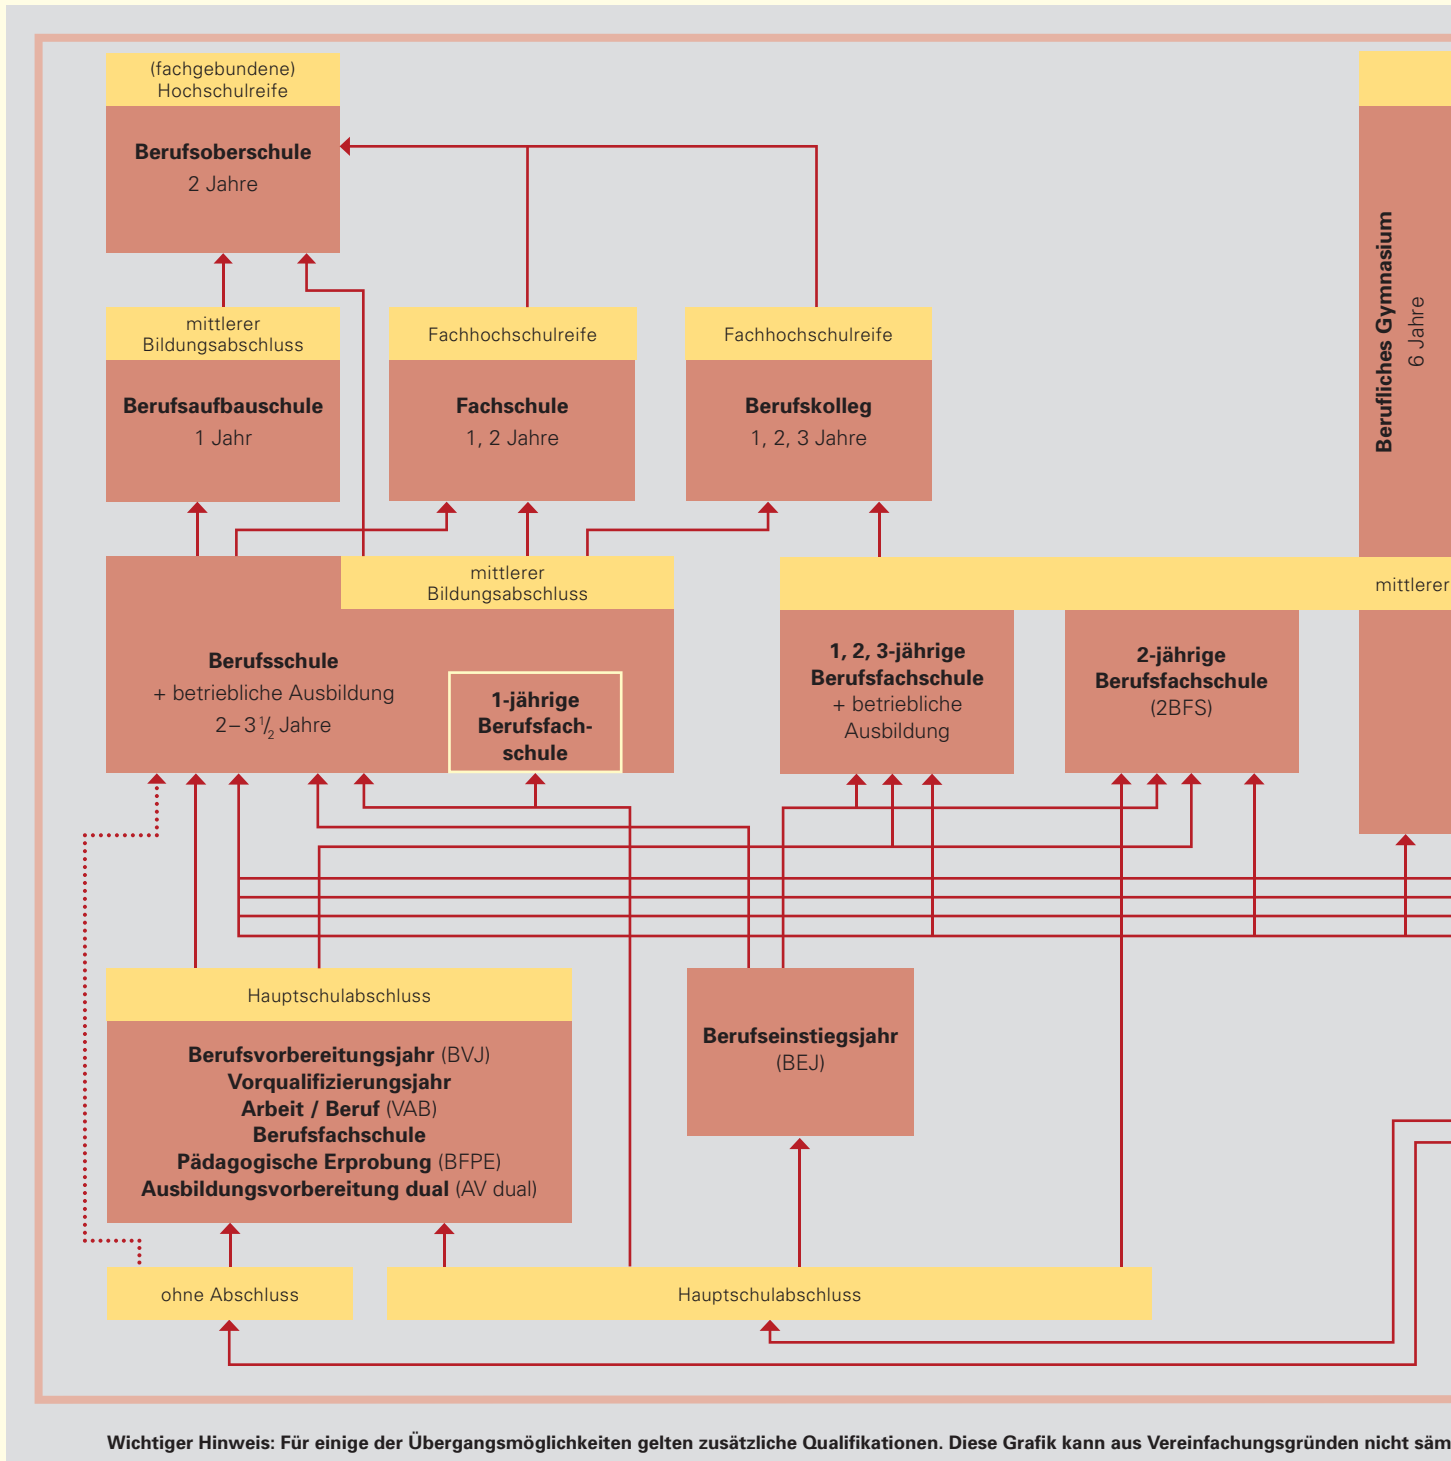 (fachgebundene)
Hochschulreife
Berufsoberschule
2 Jahre
mittlerer
Bildungsabschluss
Berufsaufbauschule
1 Jahr
Fachhochschulreife
Fachschule
1, 2 Jahre
Fachhochschulreife
Berufskolleg
1, 2, 3 Jahre
Berufliches Gymnasium
6 Jahre
mittlerer
Bildungsabschluss
Berufsschule
+ betriebliche Ausbildung
2–3 1/2 Jahre
1-jährige
Berufsfach-
schule
mittlerer
1, 2, 3-jährige
Berufsfachschule
+ betriebliche
Ausbildung
2-jährige
Berufsfachschule
(2BFS)
Hauptschulabschluss
Berufsvorbereitungsjahr (BVJ)
Vorqualifizierungsjahr
Arbeit / Beruf (VAB)
Berufsfachschule
Pädagogische Erprobung (BFPE)
Ausbildungsvorbereitung dual (AV dual)
Berufseinstiegsjahr
(BEJ)
ohne Abschluss
Hauptschulabschluss
Wichtiger Hinweis: Für einige der Übergangsmöglichkeiten gelten zusätzliche Qualifikationen. Diese Grafik kann aus Vereinfachungsgründen nicht säm